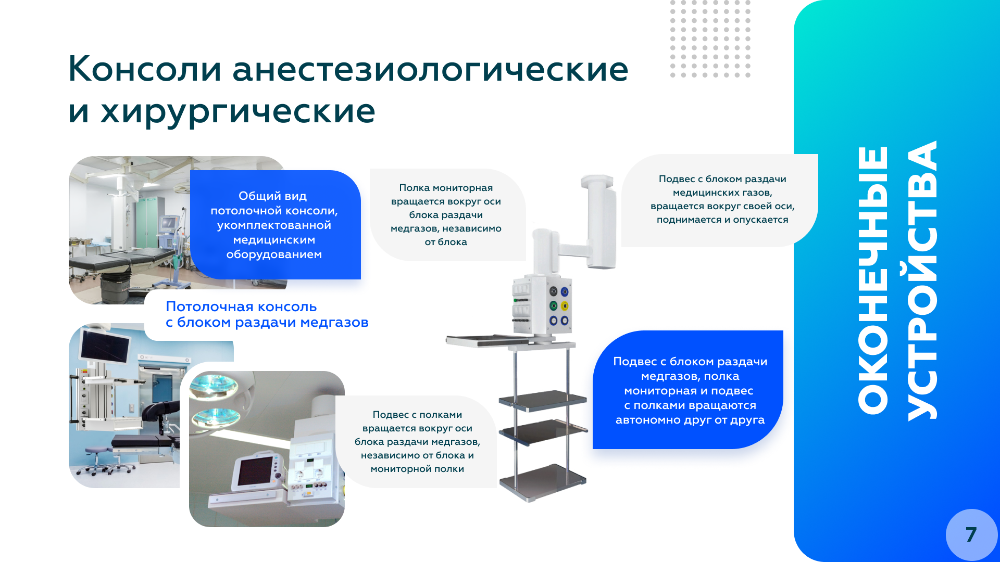 Консоли анестезиологические
и хирургические
Общий вид
потолочной консоли,
укомплектованной
медицинским
оборудованием
Потолочная консоль
с блоком раздачи медгазов
Полка мониторная
вращается вокруг оси
блока раздачи
медгазов, независимо
от блока
Подвес с блоком раздачи
медицинских газов,
вращается вокруг своей оси,
поднимается и опускается
Подвес с полками
вращается вокруг оси
блока раздачи медгазов,
независимо от блока и
мониторной полки
Подвес с блоком раздачи
медгазов, полка
мониторная и подвес
с полками вращаются
автономно друг от друга
ОКОНЕЧНЫЕ
УСТРОЙСТВА
7